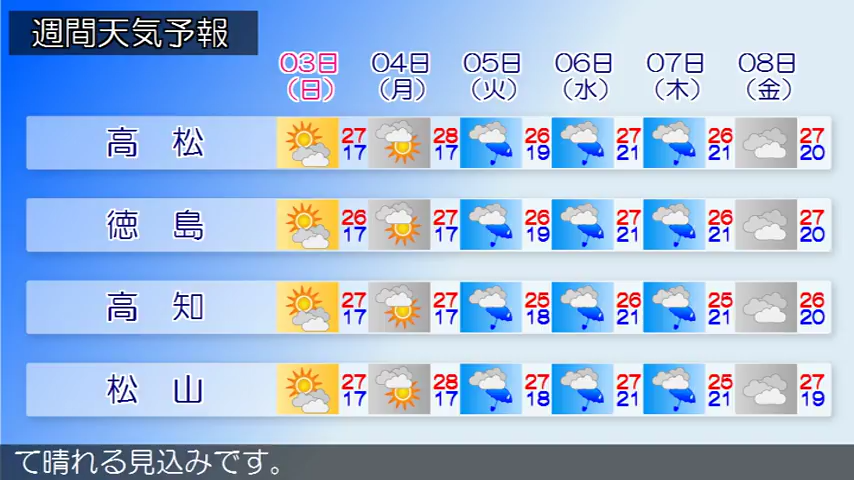 週間天気予報
03日 04日 05日 06日 07日 08日
(日) (月) (火) (水) (木) (金)
高松 27 28 26 27 26 27
17 17 19 21 21 20
徳島 26 27 26 27 26 27
17 17 19 21 21 20
高知 27 27 25 26 25 26
17 17 18 21 21 20
松山 27 28 27 27 25 27
17 17 18 21 21 19
て晴れる見込みです。